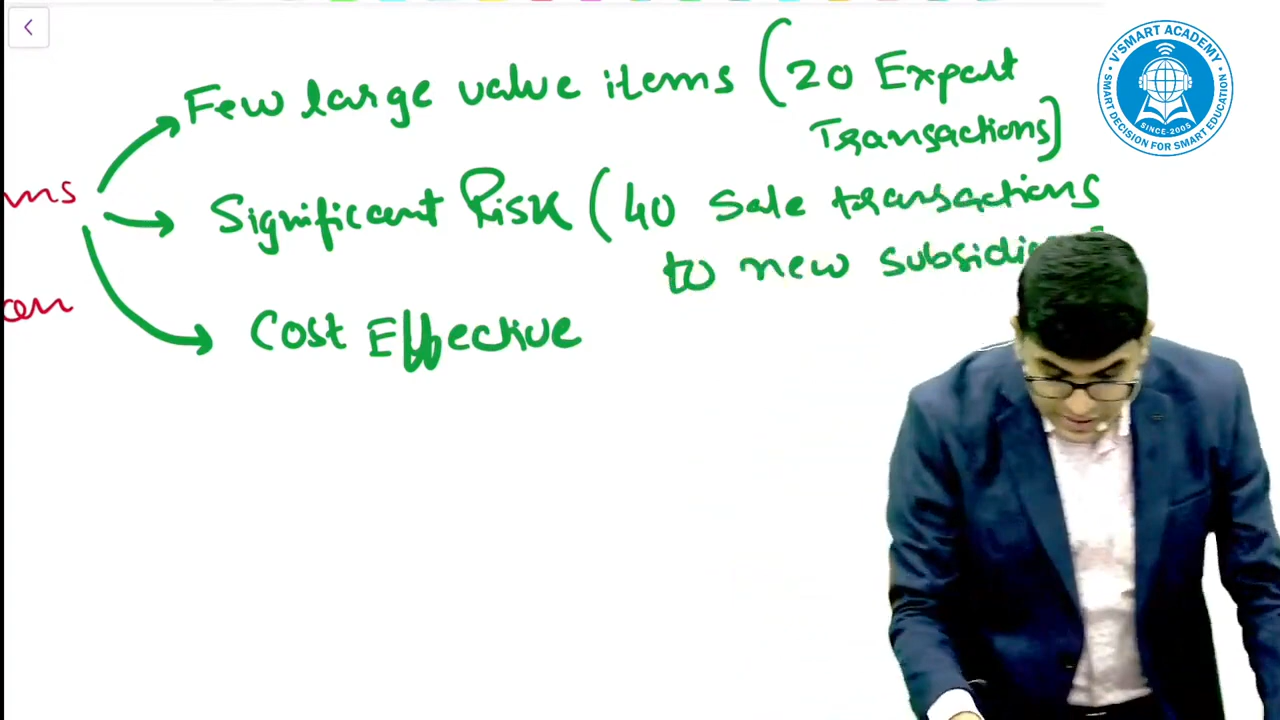 Few large value items (20 Export
Transactions)
Significant Risk (40 Sale transactions
to new
Cost Effective
V'SMART ACADEMY
SINCE-2005
SMART DECISION FOR SMART EDUCATION